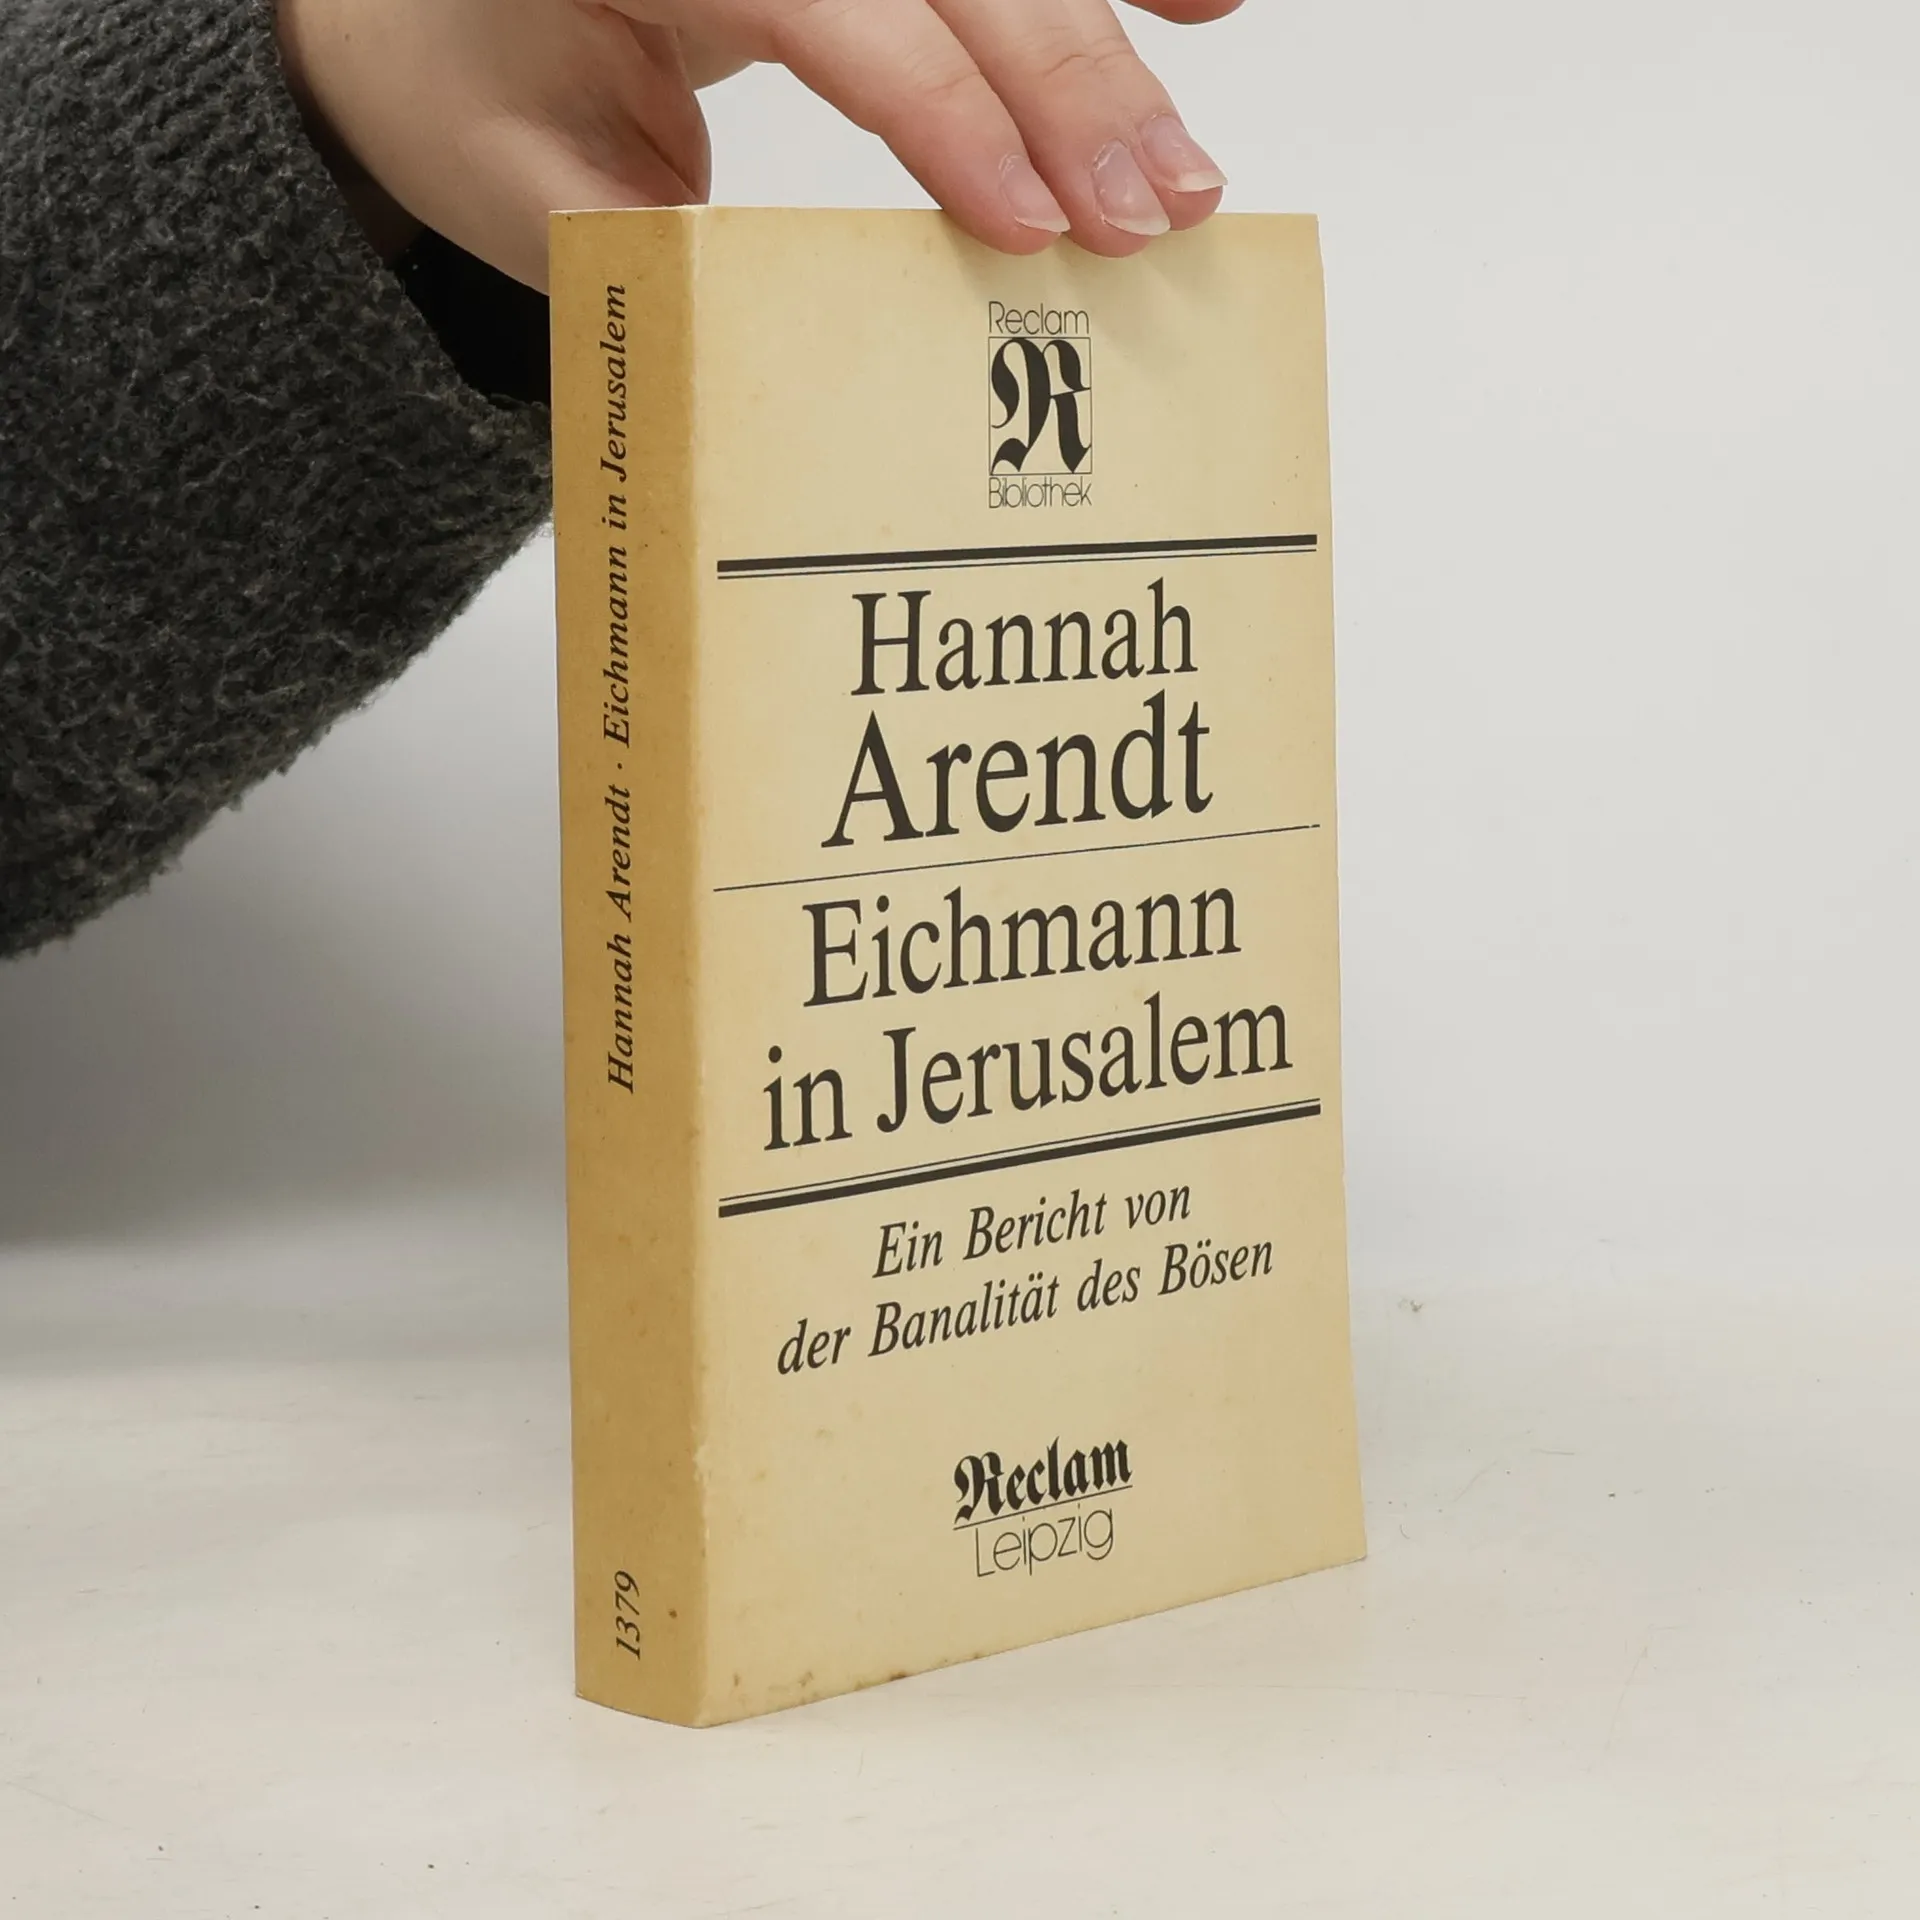 Reclam
R
Bibliothek
Hannah
Arendt
Eichmann
in Jerusalem
Ein Bericht von
der Banalität des Bösen
Reclam
Leipzig
Hannah Arendt · Eichmann in Jerusalem
1379